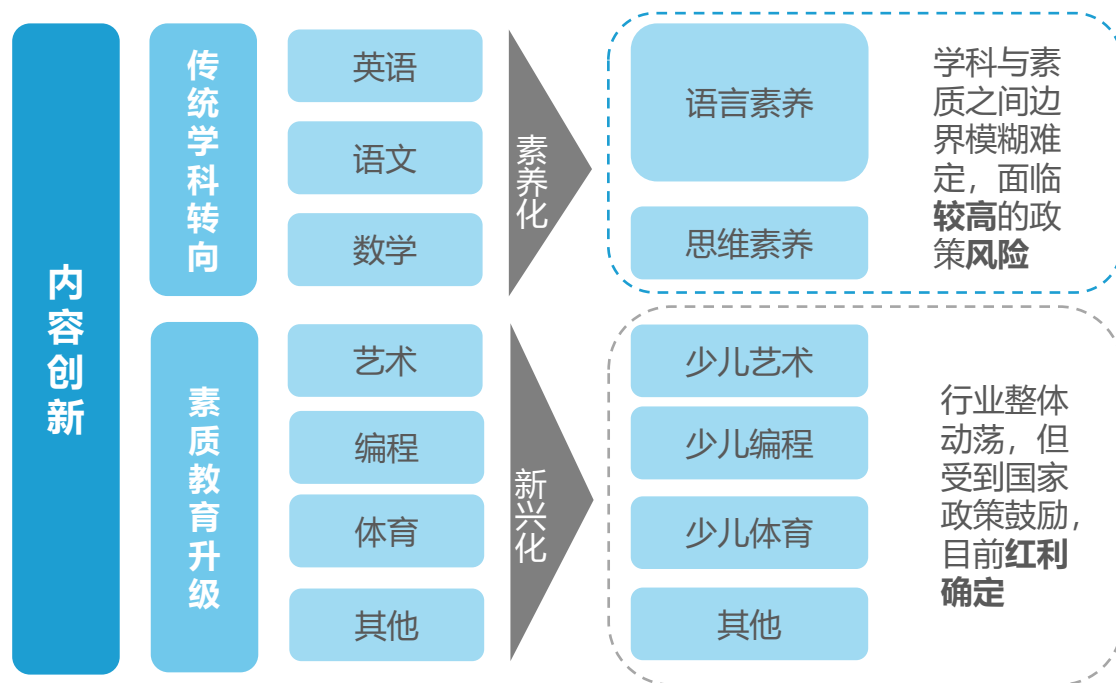 内容创新
传统学科转向
英语
语文
数学
素养化
语言素养
思维素养
学科与素
质之间边
界模糊难
定，面临
较高的政
策风险
素质教育升级
艺术
编程
体育
其他
新兴化
少儿艺术
少儿编程
少儿体育
其他
行业整体
动荡，但
受到国家
政策鼓励，
目前红利
确定